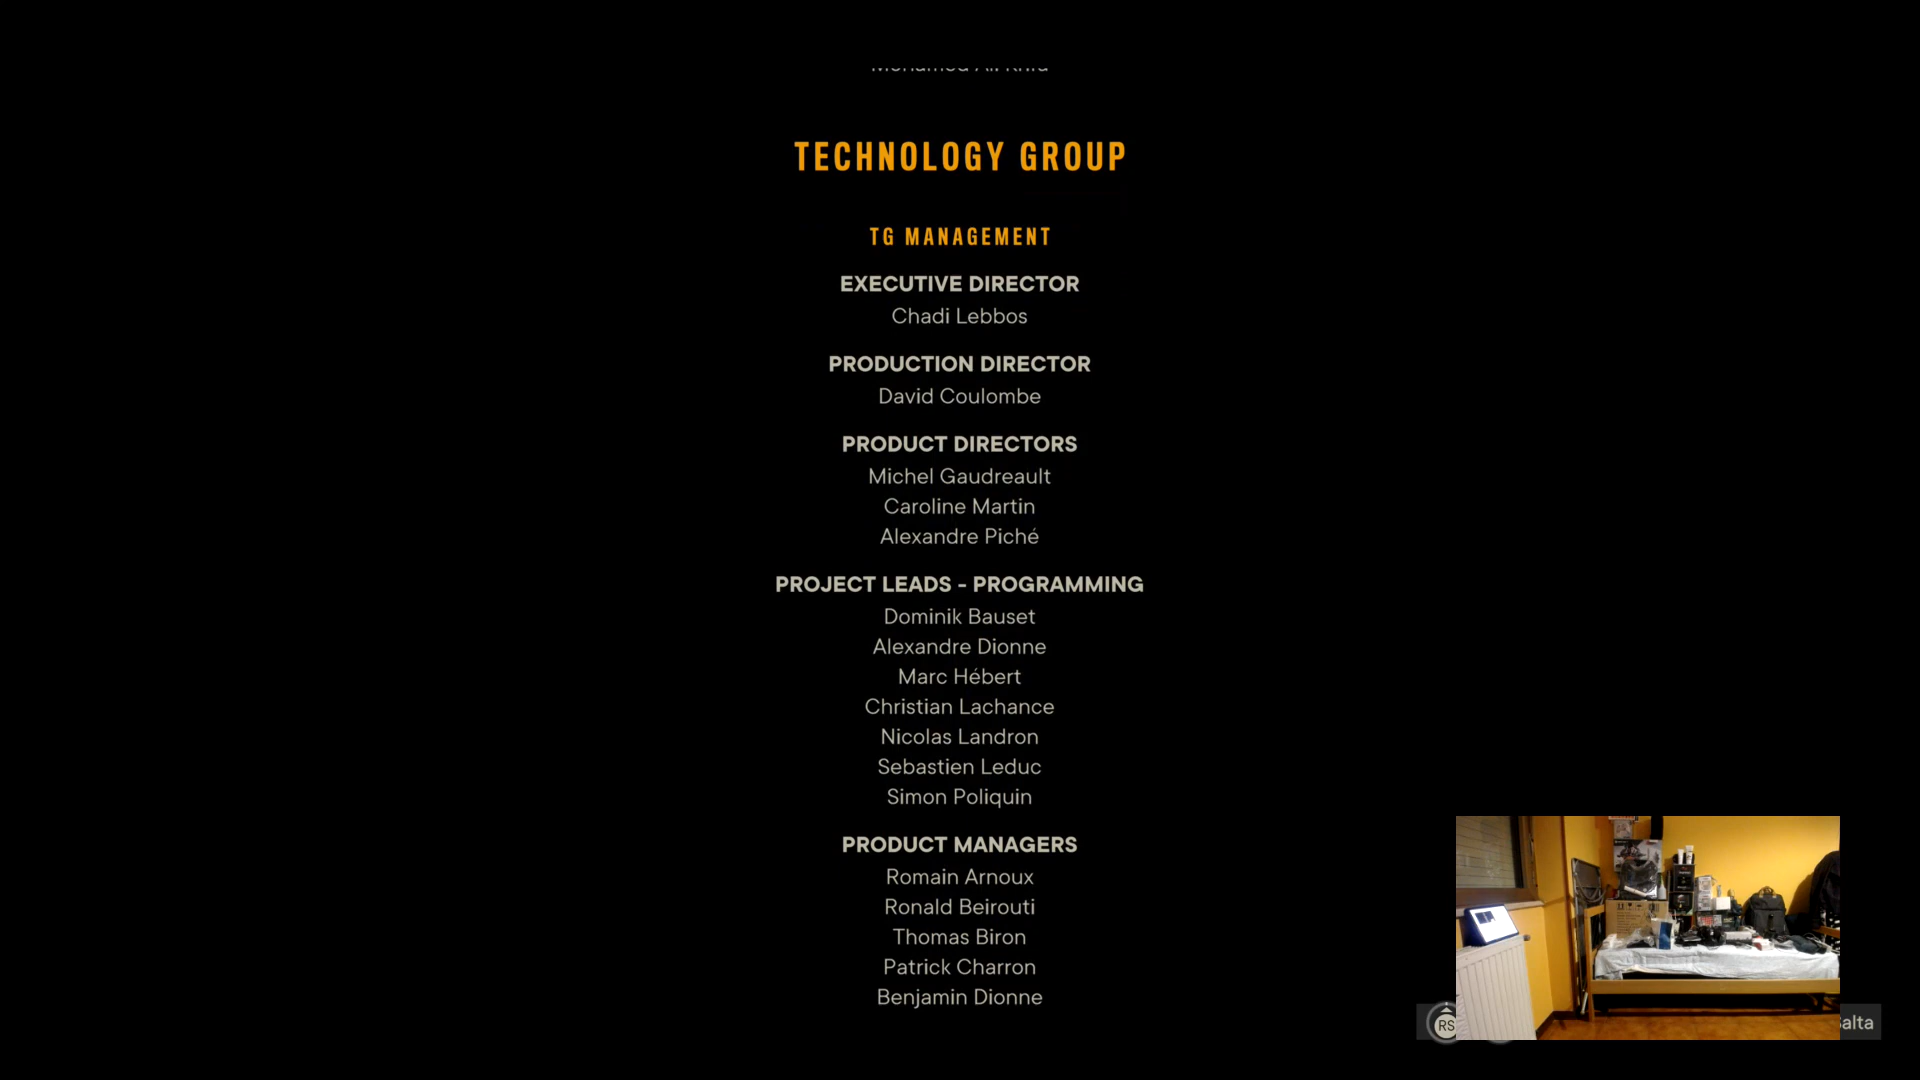 TECHNOLOGY GROUP
TG MANAGEMENT
EXECUTIVE DIRECTOR
Chadi Lebbos
PRODUCTION DIRECTOR
David Coulombe
PRODUCT DIRECTORS
Michel Gaudreault
Caroline Martin
Alexandre Piché
PROJECT LEADS - PROGRAMMING
Dominik Bauset
Alexandre Dionne
Marc Hébert
Christian Lachance
Nicolas Landron
Sebastien Leduc
Simon Poliquin
PRODUCT MANAGERS
Romain Arnoux
Ronald Beirouti
Thomas Biron
Patrick Charron
Benjamin Dionne
RS